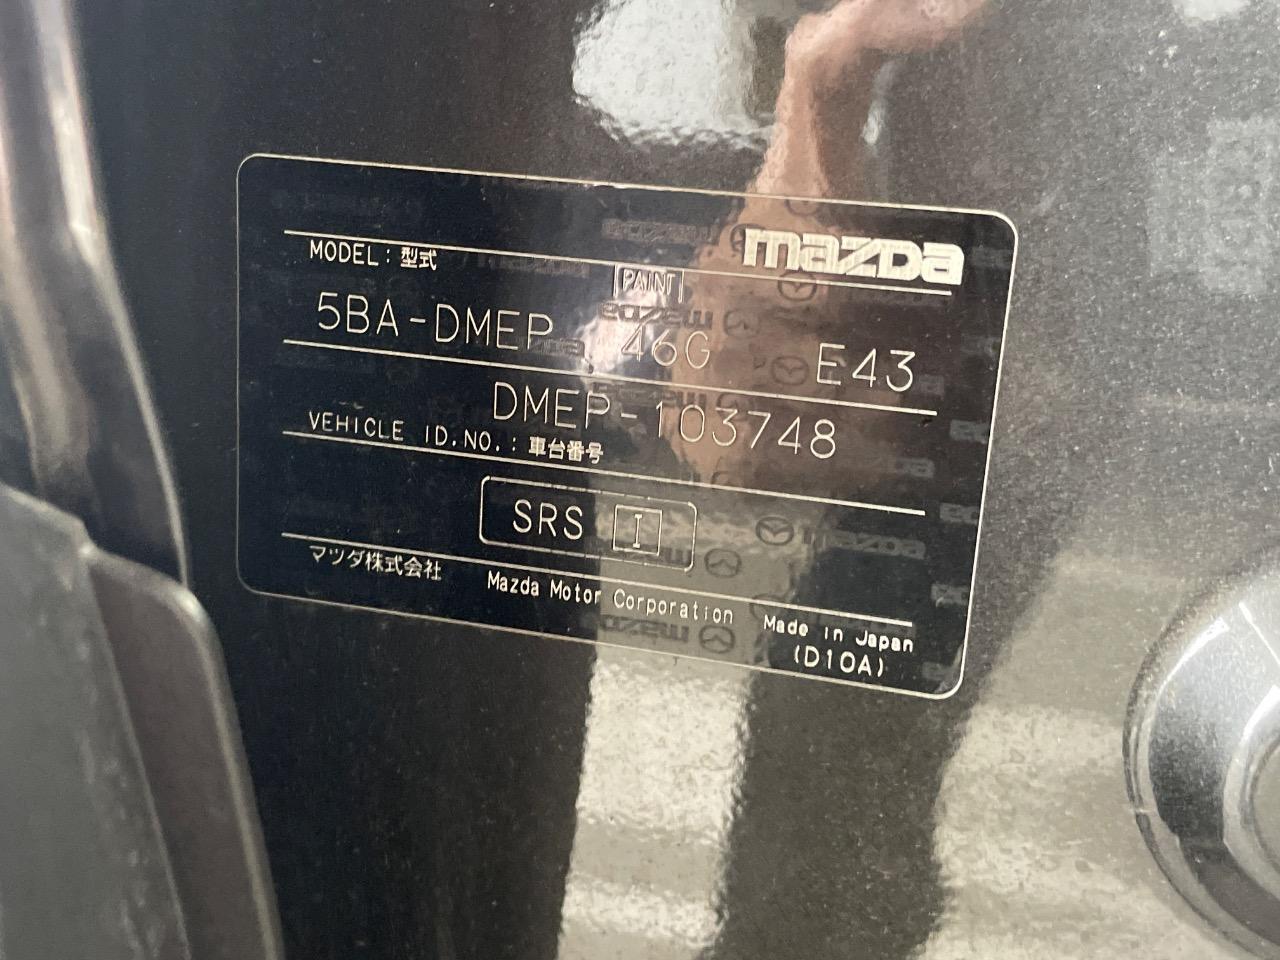 mazda
MODEL : 型式
PAINT
5BA-DMEP 46G E43
DMEP-103748
VEHICLE ID.NO. : 車台番号
SRS I
マツダ株式会社 Mazda Motor Corporation Made in Japan
(D10A)